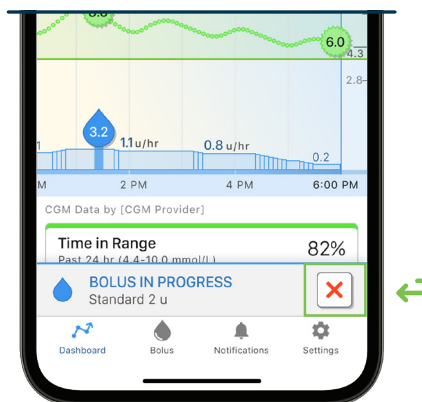 6.0
4.3
2.8
3.2
1.1 u/hr
0.8 u/hr
0.2
M 2 PM 4 PM 6:00 PM
CGM Data by [CGM Provider]
Time in Range
82%
Past 24 hr (4.4-10.0 mmol/L)
BOLUS IN PROGRESS
Standard 2 u
Dashboard Bolus Notifications Settings